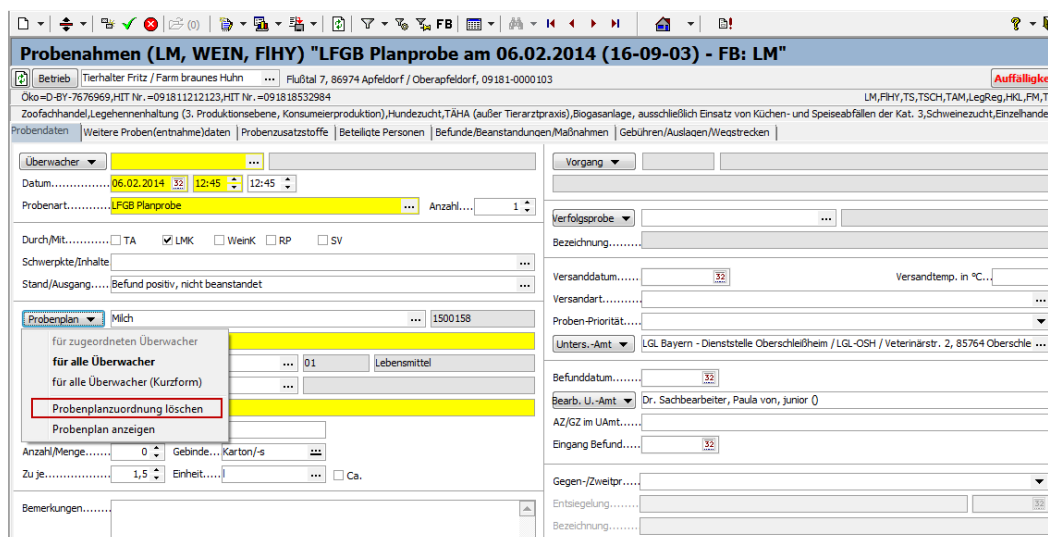 FB
Probenahmen (LM, WEIN, FlHY) "LFGB Planprobe am 06.02.2014 (16-09-03) - FB: LM"
Betrieb Tierhalter Fritz / Farm braunes Huhn ... Flußtal 7, 86974 Apfeldorf / Oberapfeldorf, 09181-0000103 Auffälligke
Öko=D-BY-7676969,HIT Nr.=091811212123,HIT Nr.=091818532984 LM,FlHY,TS,TSCH,TAM,LegReg,HKL,FM,T
Zoofachhandel,Legehennenhaltung (3. Produktionsebene, Konsumeierproduktion),Hundezucht,TÄHA (außer Tierarztpraxis),Biogasanlage, ausschließlich Einsatz von Küchen- und Speiseabfällen der Kat. 3,Schweinezucht,Einzelhande
Probendaten Weitere Proben(entnahme)daten Probenzusatzstoffe Beteiligte Personen Befunde/Beanstandungen/Maßnahmen Gebühren/Auslagen/Wegstrecken
Überwacher ...
Datum................ 06.02.2014 32 12:45 12:45
Probenart........... LFGB Planprobe ... Anzahl.... 1
Durch/Mit............ TA LMK WeinK RP SV
Schwerpkte/Inhalte ...
Stand/Ausgang..... Befund positiv, nicht beanstandet ...
Probenplan Milch ... 1500158
für zugeordneten Überwacher
für alle Überwacher
... 01 Lebensmittel
für alle Überwacher (Kurzform)
...
Probenplanzuordnung löschen
Probenplan anzeigen
Anzahl/Menge....... 0 Gebinde... Karton/-s ...
Zu je................. 1,5 Einheit..... l ... Ca.
Bemerkungen........
Vorgang
Verfolgsprobe ...
Bezeichnung.........
Versanddatum...... 32 Versandtemp. in °C...
Versandart.......... ...
Proben-Priorität.....
Unters.-Amt LGL Bayern - Dienststelle Oberschleißheim / LGL-OSH / Veterinärstr. 2, 85764 Oberschle ...
Befunddatum....... 32
Bearb. U.-Amt Dr. Sachbearbeiter, Paula von, junior ()
AZ/GZ im UAmt.....
Eingang Befund..... 32
Gegen-/Zweitpr.....
Entsiegelung........ 32
Bezeichnung........